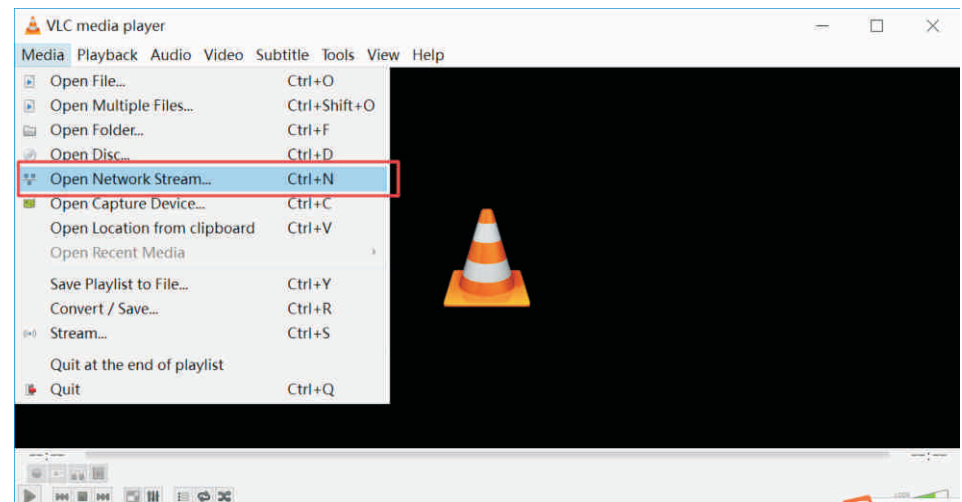 VLC media player
Media Playback Audio Video Subtitle Tools View Help
Open File... Ctrl+O
Open Multiple Files... Ctrl+Shift+O
Open Folder... Ctrl+F
Open Disc... Ctrl+D
Open Network Stream... Ctrl+N
Open Capture Device... Ctrl+C
Open Location from clipboard Ctrl+V
Open Recent Media
Save Playlist to File... Ctrl+Y
Convert / Save... Ctrl+R
Stream... Ctrl+S
Quit at the end of playlist
Quit Ctrl+Q
--:-- --:--